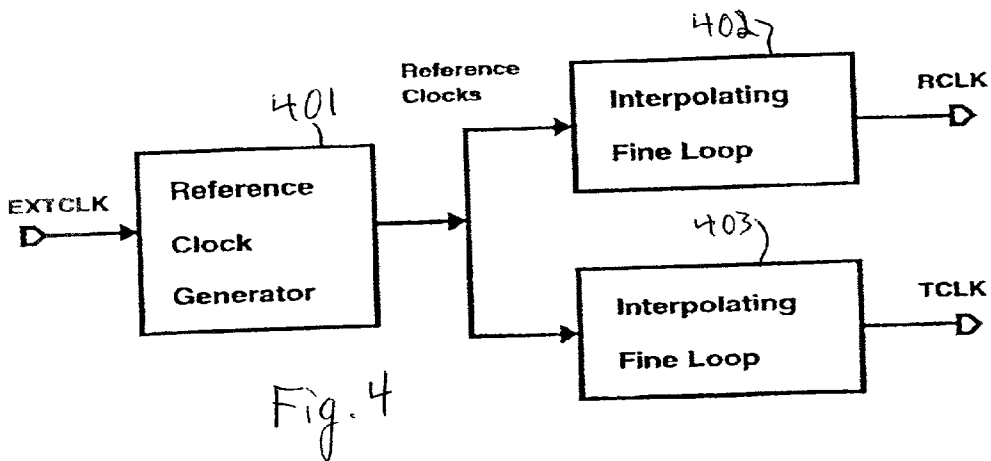 402
Reference
Clocks
Interpolating
Fine Loop
RCLK
401
EXTCLK
Reference
Clock
Generator
403
Interpolating
Fine Loop
TCLK
Fig. 4